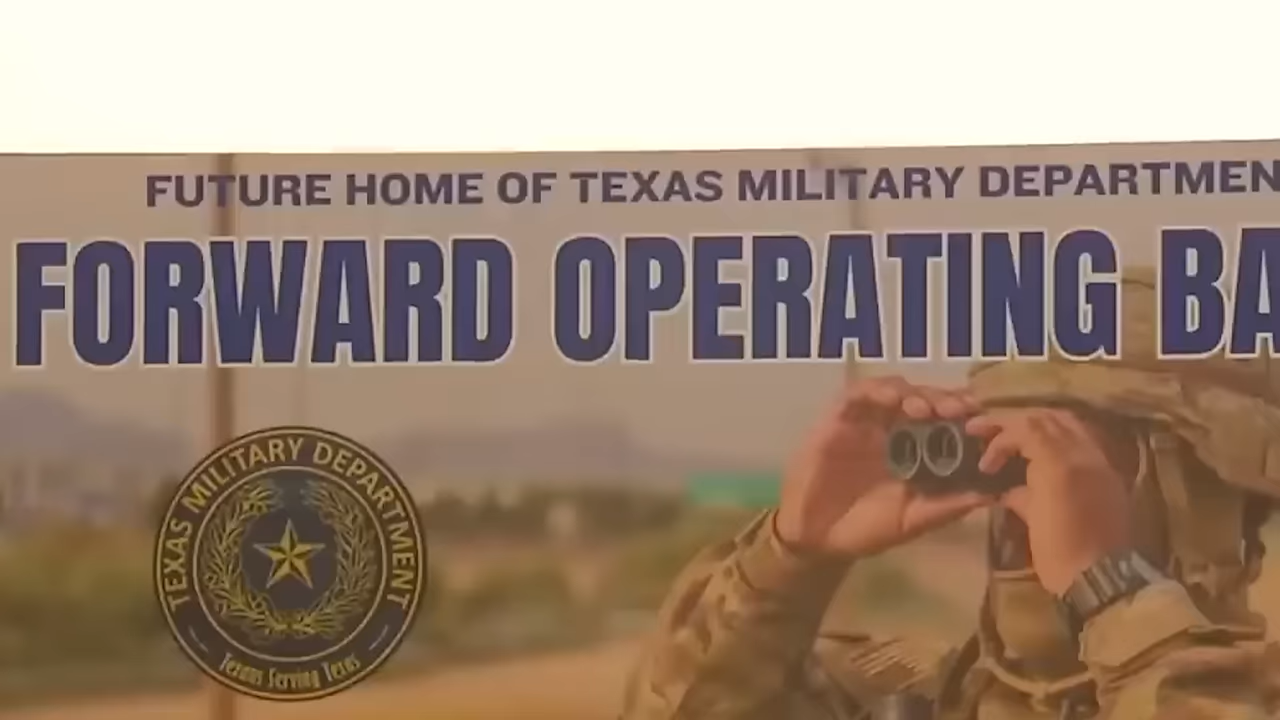 FUTURE HOME OF TEXAS MILITARY DEPARTMEN
FORWARD OPERATING BA
TEXAS MILITARY DEPARTMENT
Texans Serving Texas